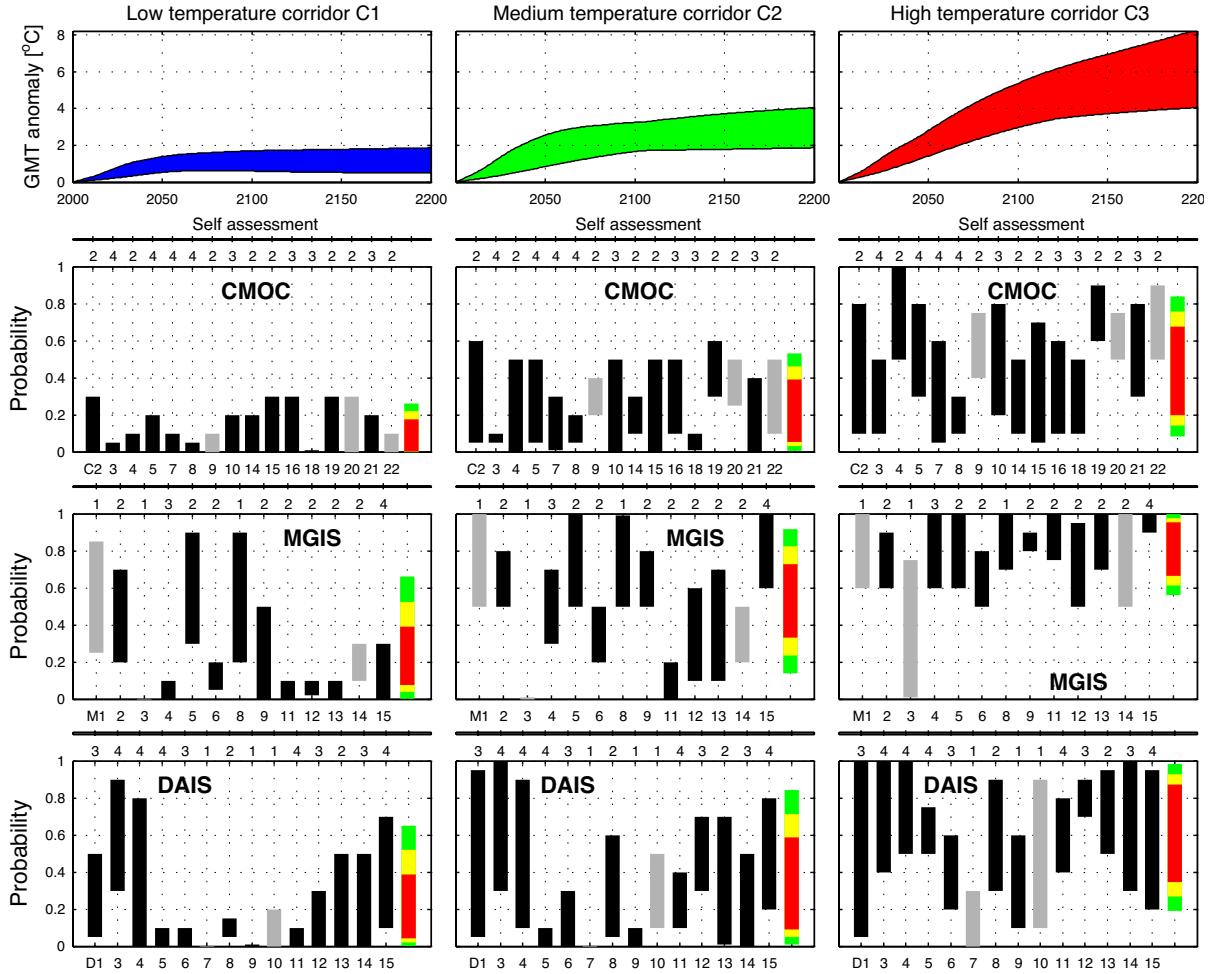 Low temperature corridor C1
Medium temperature corridor C2
High temperature corridor C3
GMT anomaly [°C]
8
6
4
2
0
2000 2050 2100 2150 2200
2050 2100 2150 2200
2050 2100 2150 220
Self assessment
Self assessment
Self assessment
2 4 2 4 4 4 2 3 2 2 3 3 2 2 3 2
2 4 2 4 4 4 2 3 2 2 3 3 2 2 3 2
2 4 2 4 4 4 2 3 2 2 3 3 2 2 3 2
Probability
1
0.8
0.6
0.4
0.2
0
CMOC
CMOC
CMOC
C2 3 4 5 7 8 9 10 14 15 16 18 19 20 21 22
C2 3 4 5 7 8 9 10 14 15 16 18 19 20 21 22
C2 3 4 5 7 8 9 10 14 15 16 18 19 20 21 22
1 2 1 3 2 2 1 2 2 2 2 2 4
1 2 1 3 2 2 1 2 2 2 2 2 4
1 2 1 3 2 2 1 2 2 2 2 2 4
Probability
1
0.8
0.6
0.4
0.2
0
MGIS
MGIS
MGIS
M1 2 3 4 5 6 8 9 11 12 13 14 15
M1 2 3 4 5 6 8 9 11 12 13 14 15
M1 2 3 4 5 6 8 9 11 12 13 14 15
3 4 4 4 3 1 2 1 1 4 3 2 3 4
3 4 4 4 3 1 2 1 1 4 3 2 3 4
3 4 4 4 3 1 2 1 1 4 3 2 3 4
Probability
1
0.8
0.6
0.4
0.2
0
DAIS
DAIS
DAIS
D1 3 4 5 6 7 8 9 10 11 12 13 14 15
D1 3 4 5 6 7 8 9 10 11 12 13 14 15
D1 3 4 5 6 7 8 9 10 11 12 13 14 15